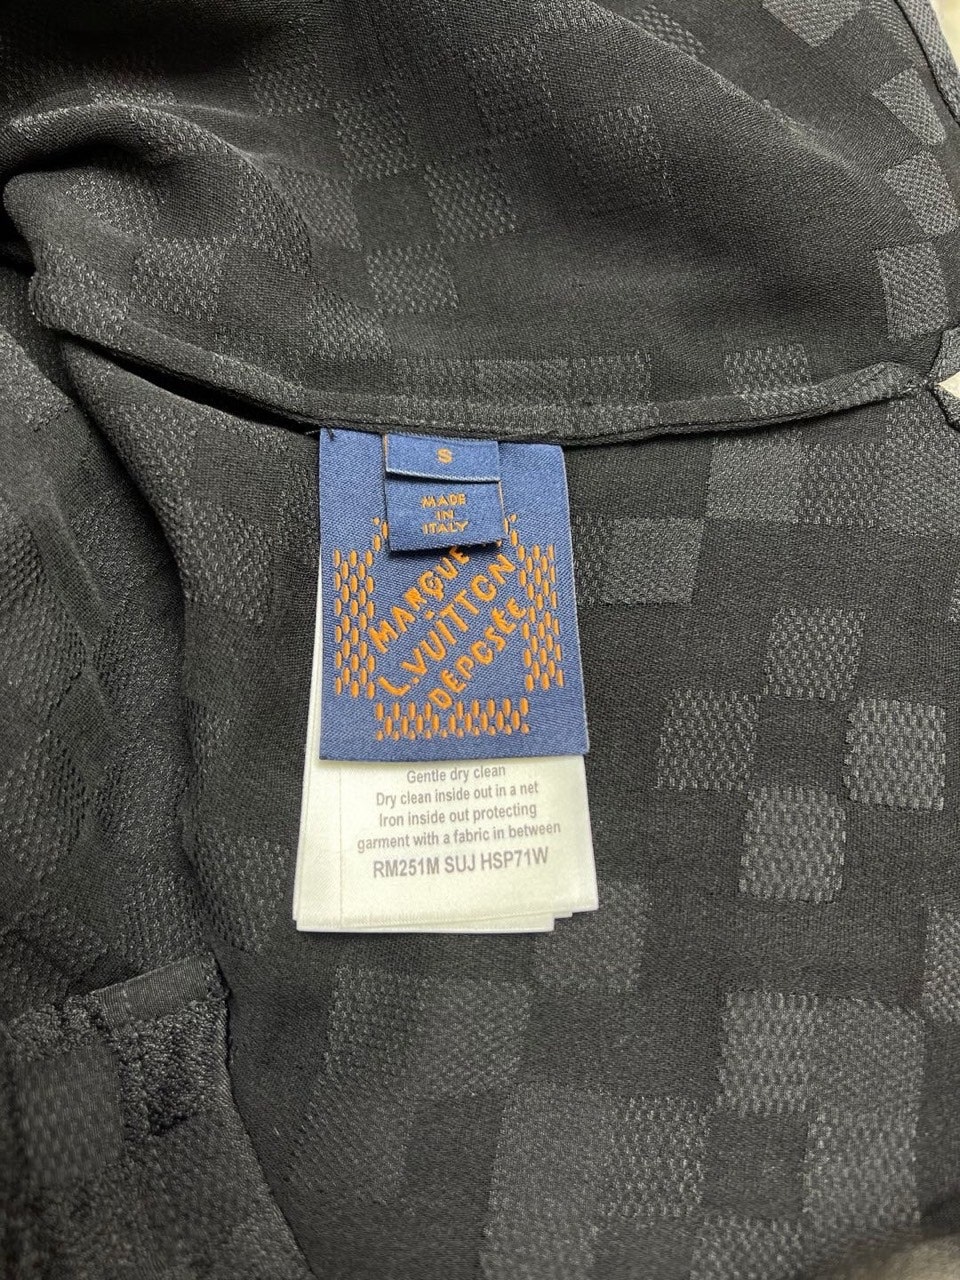 S
MADE
IN
ITALY
MARQUE
L.VUITTON
DÉPOSÉE
Gentle dry clean
Dry clean inside out in a net
Iron inside out protecting
garment with a fabric in between
RM251M SUJ HSP71W